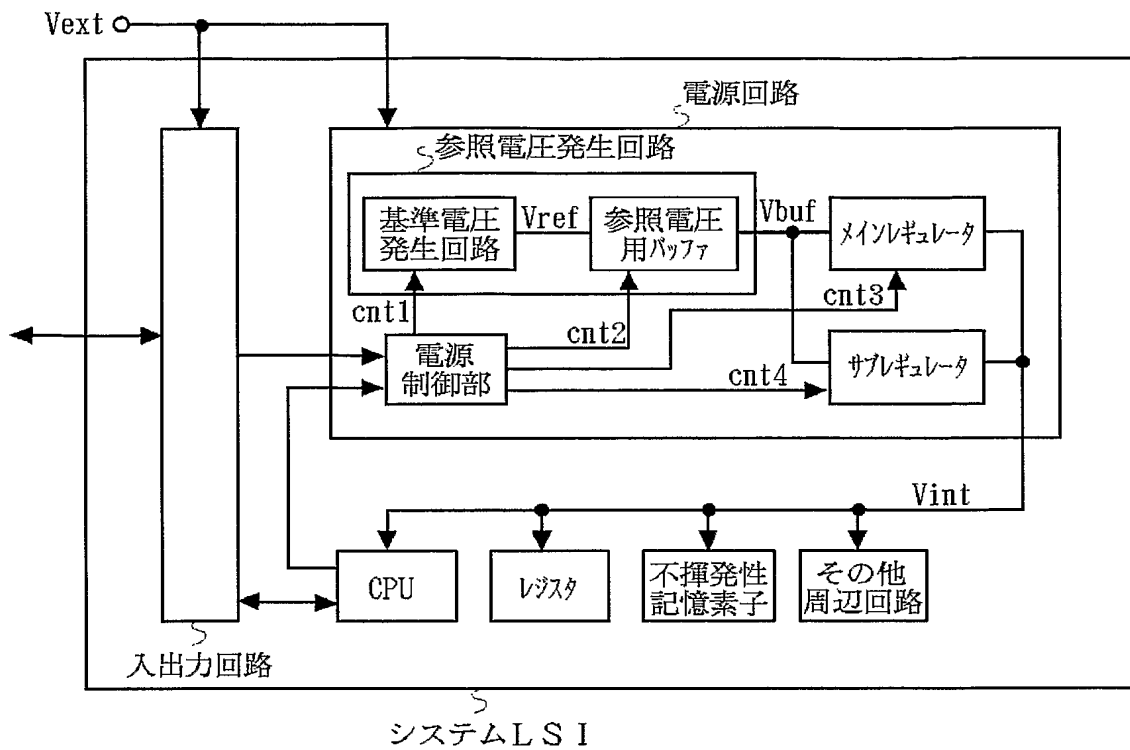 Vext
電源回路
参照電圧発生回路
基準電圧
発生回路
Vref
参照電圧
用バッファ
Vbuf
メインレギュレータ
cnt1
cnt2
cnt3
電源
制御部
cnt4
サブレギュレータ
Vint
CPU
レジスタ
不揮発性
記憶素子
その他
周辺回路
入出力回路
システムLSI